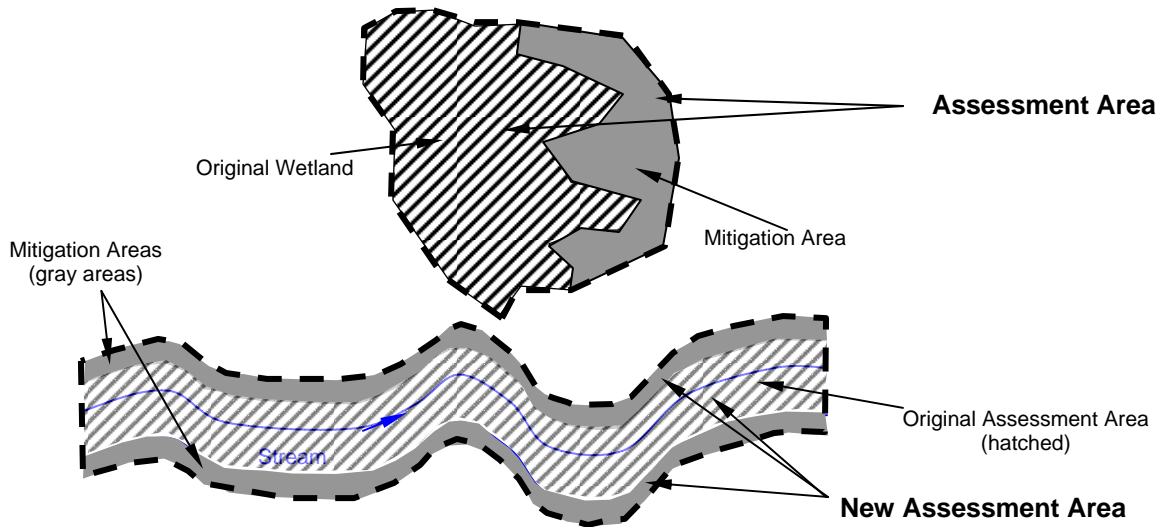 Assessment Area
Original Wetland
Mitigation Area
Mitigation Areas
(gray areas)
Original Assessment Area
(hatched)
Stream
New Assessment Area